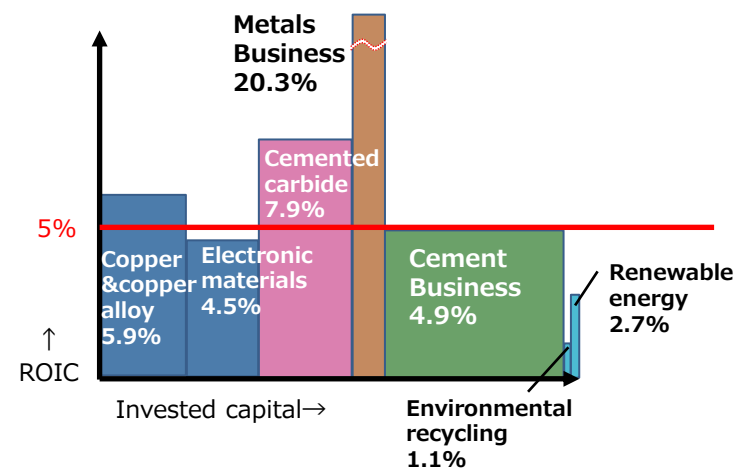 Metals
Business
20.3%
Cemented
carbide
7.9%
5%
Copper
&copper
alloy
5.9%
Electronic
materials
4.5%
Cement
Business
4.9%
Renewable
energy
2.7%
↑
ROIC
Invested capital→
Environmental
recycling
1.1%